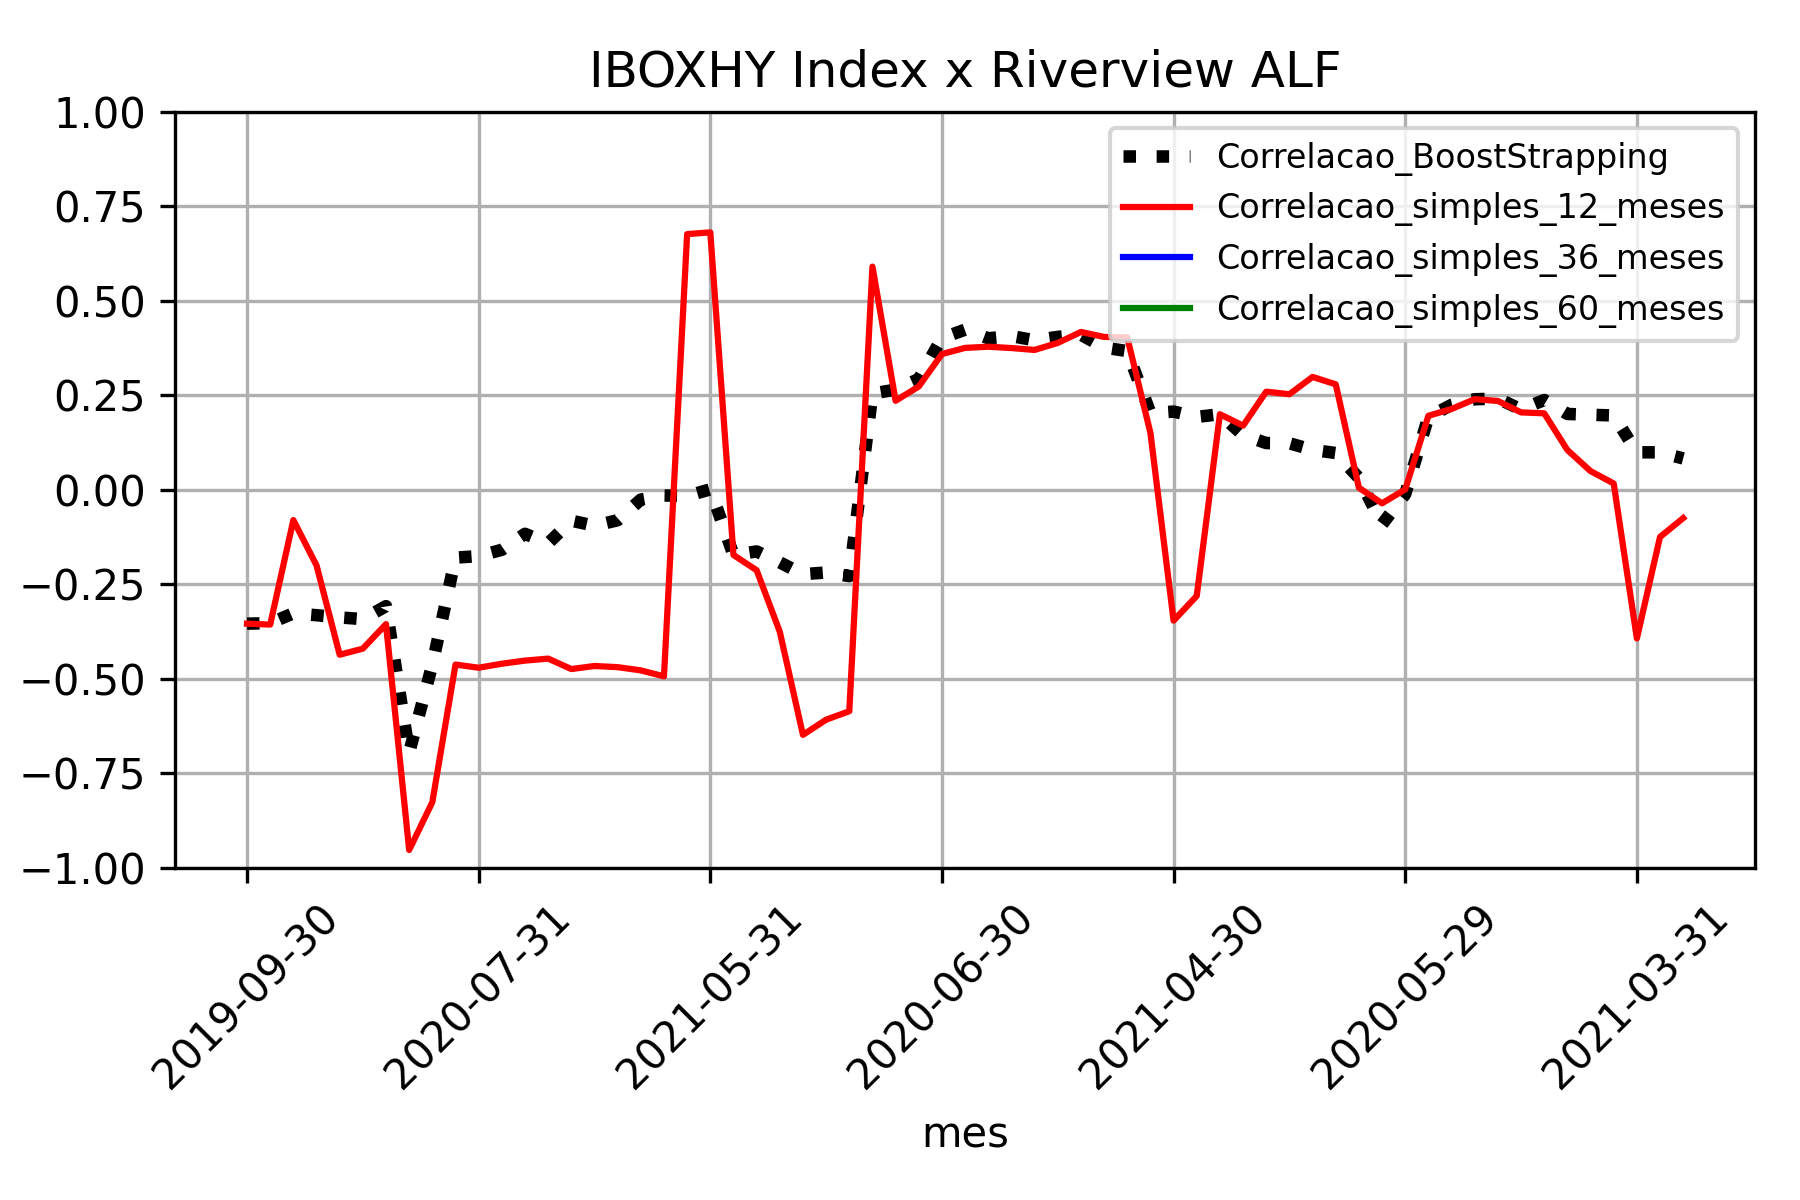 IBOXHY Index x Riverview ALF
1.00
0.75
0.50
0.25
0.00
−0.25
−0.50
−0.75
−1.00
Correlacao_BoostStrapping
Correlacao_simples_12_meses
Correlacao_simples_36_meses
Correlacao_simples_60_meses
2019-09-30
2020-07-31
2021-05-31
2020-06-30
2021-04-30
2020-05-29
2021-03-31
mes